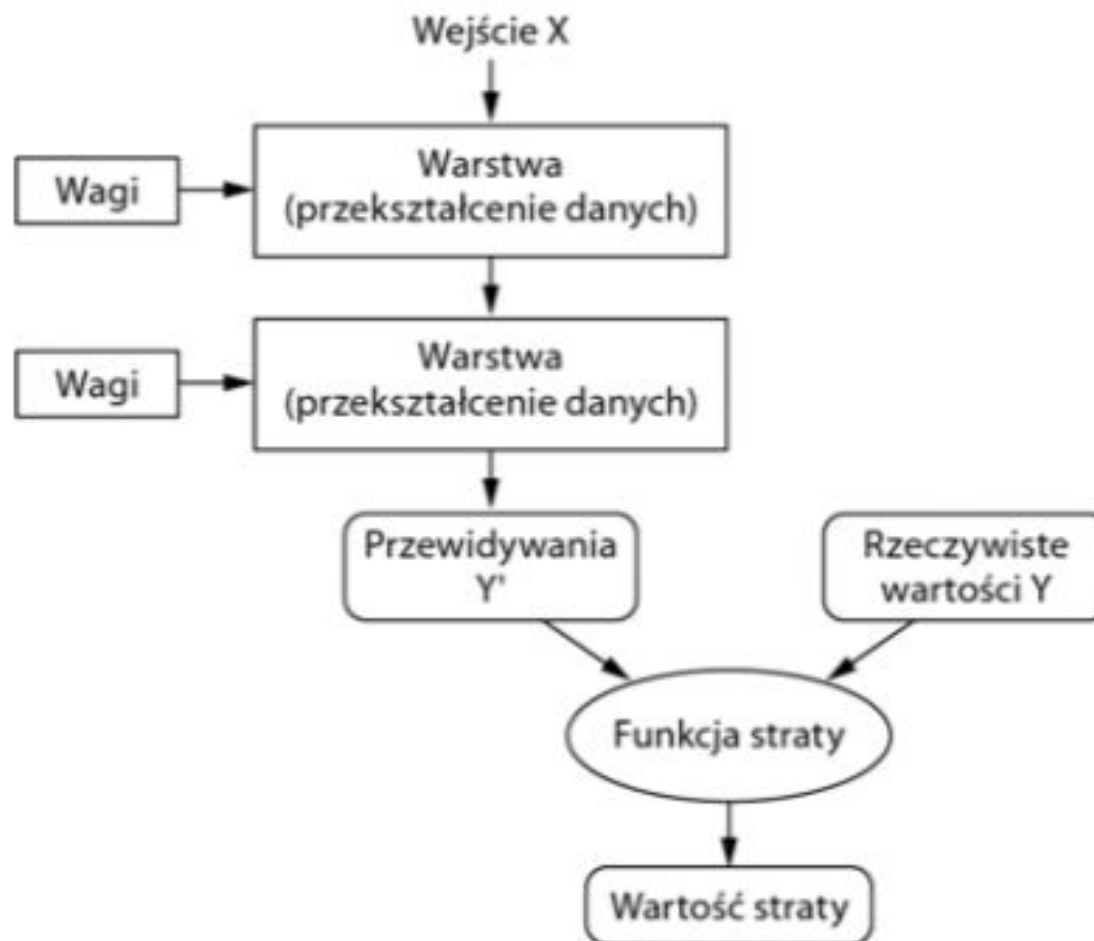 Wejście X
Wagi
Warstwa
(przekształcenie danych)
Wagi
Warstwa
(przekształcenie danych)
Przewidywania
Y'
Rzeczywiste
wartości Y
Funkcja straty
Wartość straty